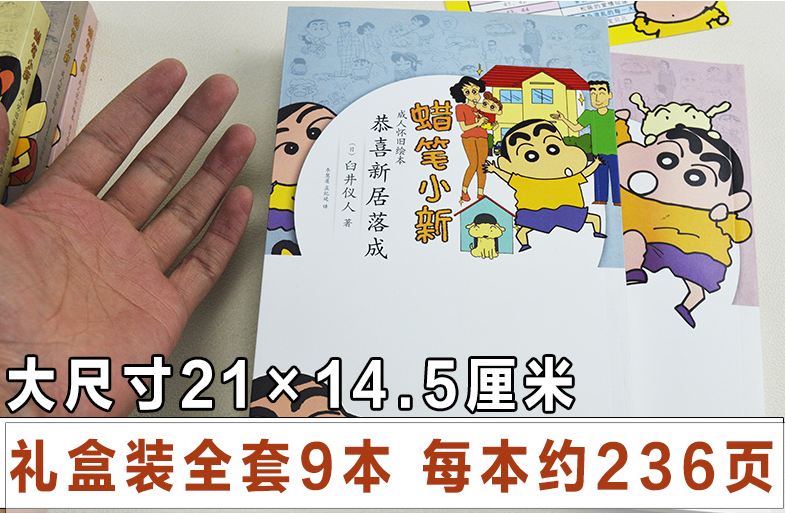 蜡笔小新
成人怀旧绘本
恭喜新居落成
（日）臼井仪人 著
大尺寸21×14.5厘米
礼盒装全套9本 每本约236页